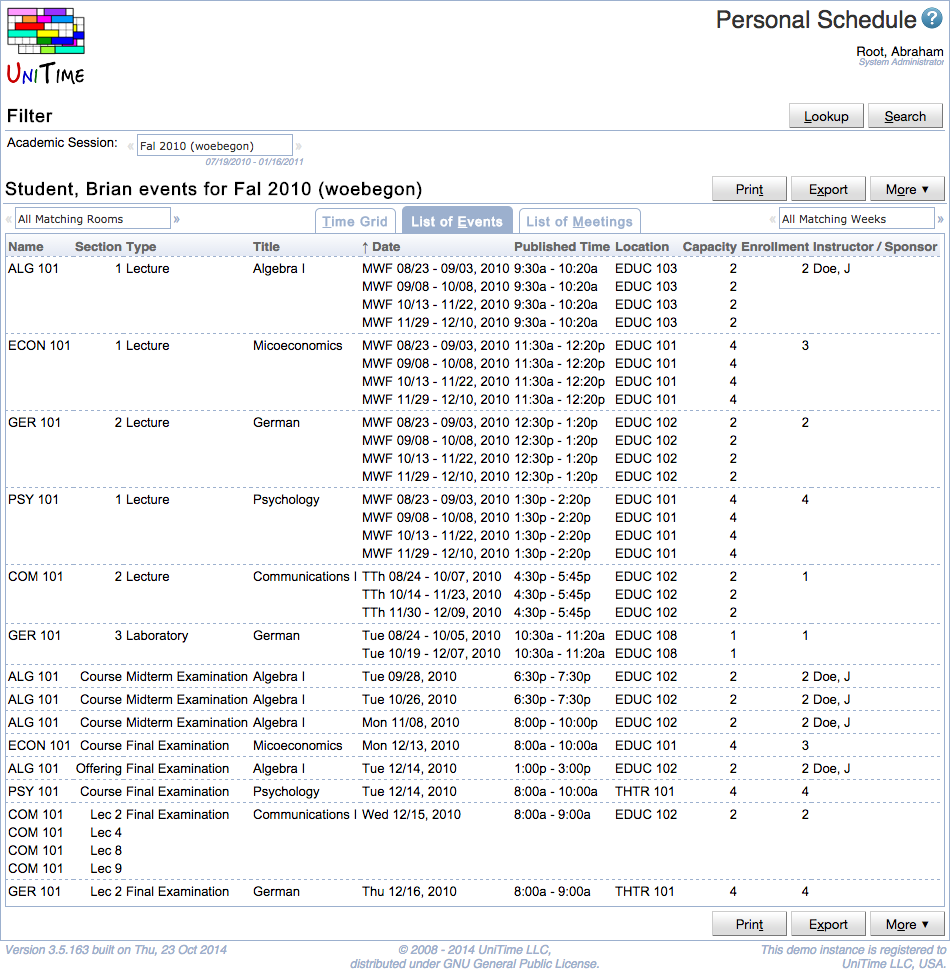 Personal Schedule ?
UNITIME
Root, Abraham
System Administrator
Filter
Lookup Search
Academic Session: « Fal 2010 (woebegon) »
07/19/2010 - 01/16/2011
Student, Brian events for Fal 2010 (woebegon)
Print Export More ▼
« All Matching Rooms » Time Grid List of Events List of Meetings « All Matching Weeks »
Name Section Type Title ↑ Date Published Time Location Capacity Enrollment Instructor / Sponsor
ALG 101 1 Lecture Algebra I MWF 08/23 - 09/03, 2010 9:30a - 10:20a EDUC 103 2 2 Doe, J
MWF 09/08 - 10/08, 2010 9:30a - 10:20a EDUC 103 2
MWF 10/13 - 11/22, 2010 9:30a - 10:20a EDUC 103 2
MWF 11/29 - 12/10, 2010 9:30a - 10:20a EDUC 103 2
ECON 101 1 Lecture Micoeconomics MWF 08/23 - 09/03, 2010 11:30a - 12:20p EDUC 101 4 3
MWF 09/08 - 10/08, 2010 11:30a - 12:20p EDUC 101 4
MWF 10/13 - 11/22, 2010 11:30a - 12:20p EDUC 101 4
MWF 11/29 - 12/10, 2010 11:30a - 12:20p EDUC 101 4
GER 101 2 Lecture German MWF 08/23 - 09/03, 2010 12:30p - 1:20p EDUC 102 2 2
MWF 09/08 - 10/08, 2010 12:30p - 1:20p EDUC 102 2
MWF 10/13 - 11/22, 2010 12:30p - 1:20p EDUC 102 2
MWF 11/29 - 12/10, 2010 12:30p - 1:20p EDUC 102 2
PSY 101 1 Lecture Psychology MWF 08/23 - 09/03, 2010 1:30p - 2:20p EDUC 101 4 4
MWF 09/08 - 10/08, 2010 1:30p - 2:20p EDUC 101 4
MWF 10/13 - 11/22, 2010 1:30p - 2:20p EDUC 101 4
MWF 11/29 - 12/10, 2010 1:30p - 2:20p EDUC 101 4
COM 101 2 Lecture Communications I TTh 08/24 - 10/07, 2010 4:30p - 5:45p EDUC 102 2 1
TTh 10/14 - 11/23, 2010 4:30p - 5:45p EDUC 102 2
TTh 11/30 - 12/09, 2010 4:30p - 5:45p EDUC 102 2
GER 101 3 Laboratory German Tue 08/24 - 10/05, 2010 10:30a - 11:20a EDUC 108 1 1
Tue 10/19 - 12/07, 2010 10:30a - 11:20a EDUC 108 1
ALG 101 Course Midterm Examination Algebra I Tue 09/28, 2010 6:30p - 7:30p EDUC 102 2 2 Doe, J
ALG 101 Course Midterm Examination Algebra I Tue 10/26, 2010 6:30p - 7:30p EDUC 102 2 2 Doe, J
ALG 101 Course Midterm Examination Algebra I Mon 11/08, 2010 8:00p - 10:00p EDUC 102 2 2 Doe, J
ECON 101 Course Final Examination Micoeconomics Mon 12/13, 2010 8:00a - 10:00a EDUC 101 4 3
ALG 101 Offering Final Examination Algebra I Tue 12/14, 2010 1:00p - 3:00p EDUC 102 2 2 Doe, J
PSY 101 Course Final Examination Psychology Tue 12/14, 2010 8:00a - 10:00a THTR 101 4 4
COM 101 Lec 2 Final Examination Communications I Wed 12/15, 2010 8:00a - 9:00a EDUC 102 2 2
COM 101 Lec 4
COM 101 Lec 8
COM 101 Lec 9
GER 101 Lec 2 Final Examination German Thu 12/16, 2010 8:00a - 9:00a THTR 101 4 4
Print Export More ▼
Version 3.5.163 built on Thu, 23 Oct 2014 © 2008 - 2014 UniTime LLC, This demo instance is registered to
distributed under GNU General Public License. UniTime LLC, USA.